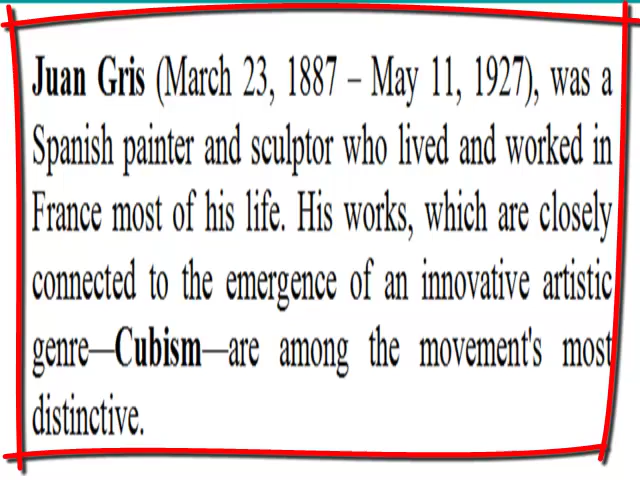 Juan Gris (March 23, 1887 – May 11, 1927), was a
Spanish painter and sculptor who lived and worked in
France most of his life. His works, which are closely
connected to the emergence of an innovative artistic
genre—Cubism—are among the movement's most
distinctive.